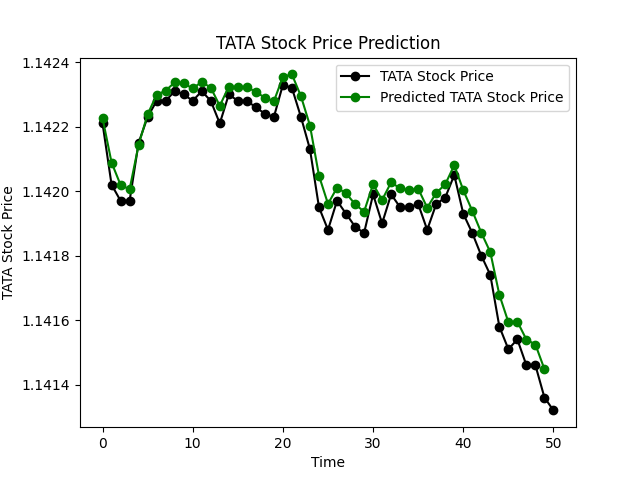 TATA Stock Price Prediction
TATA Stock Price
Predicted TATA Stock Price
TATA Stock Price
1.1424
1.1422
1.1420
1.1418
1.1416
1.1414
0
10
20
30
40
50
Time